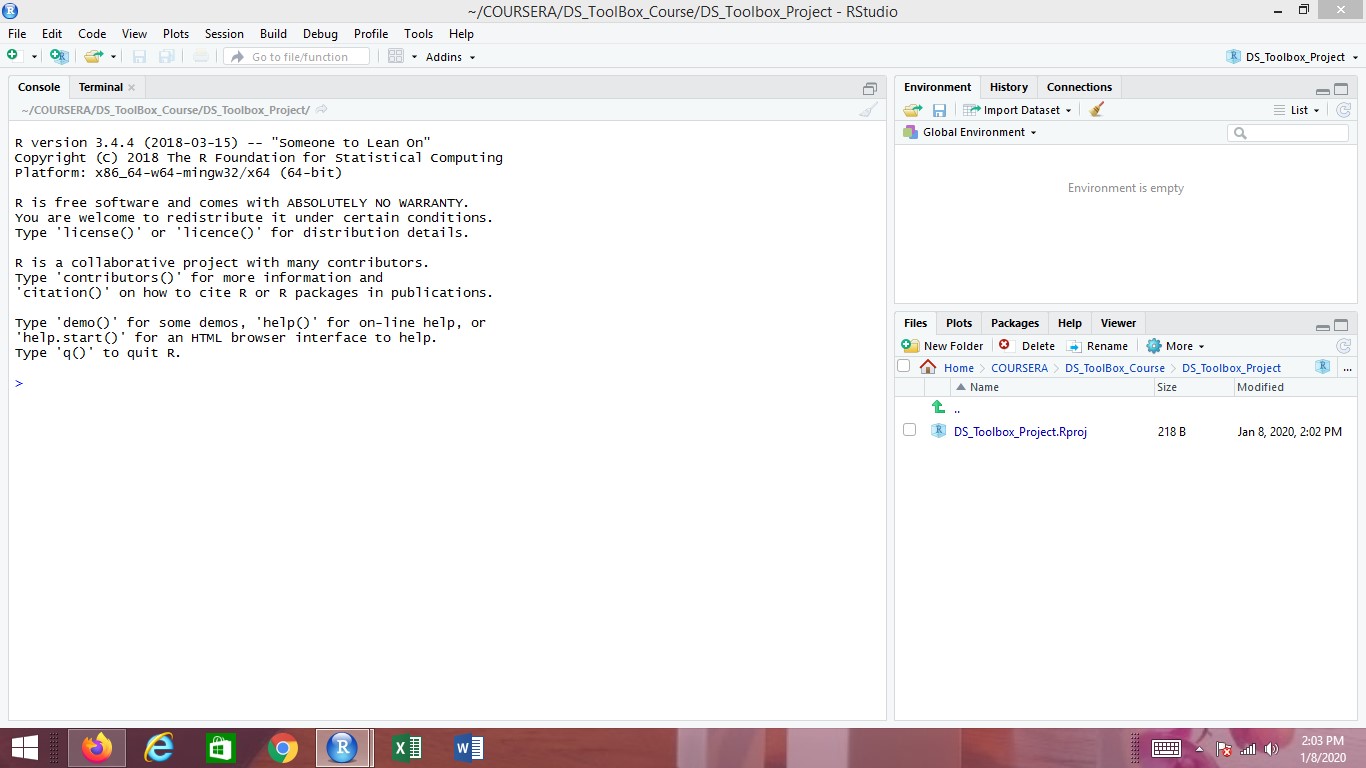 ~/COURSERA/DS_ToolBox_Course/DS_Toolbox_Project - RStudio
File Edit Code View Plots Session Build Debug Profile Tools Help
Go to file/function Addins DS_Toolbox_Project
Console Terminal
~/COURSERA/DS_ToolBox_Course/DS_Toolbox_Project/
R version 3.4.4 (2018-03-15) -- "Someone to Lean On"
Copyright (C) 2018 The R Foundation for Statistical Computing
Platform: x86_64-w64-mingw32/x64 (64-bit)
R is free software and comes with ABSOLUTELY NO WARRANTY.
You are welcome to redistribute it under certain conditions.
Type 'license()' or 'licence()' for distribution details.
R is a collaborative project with many contributors.
Type 'contributors()' for more information and
'citation()' on how to cite R or R packages in publications.
Type 'demo()' for some demos, 'help()' for on-line help, or
'help.start()' for an HTML browser interface to help.
Type 'q()' to quit R.
>
Environment History Connections
Import Dataset List
Global Environment
Environment is empty
Files Plots Packages Help Viewer
New Folder Delete Rename More
Home COURSERA DS_ToolBox_Course DS_Toolbox_Project ...
Name Size Modified
..
DS_Toolbox_Project.Rproj 218 B Jan 8, 2020, 2:02 PM
2:03 PM
1/8/2020